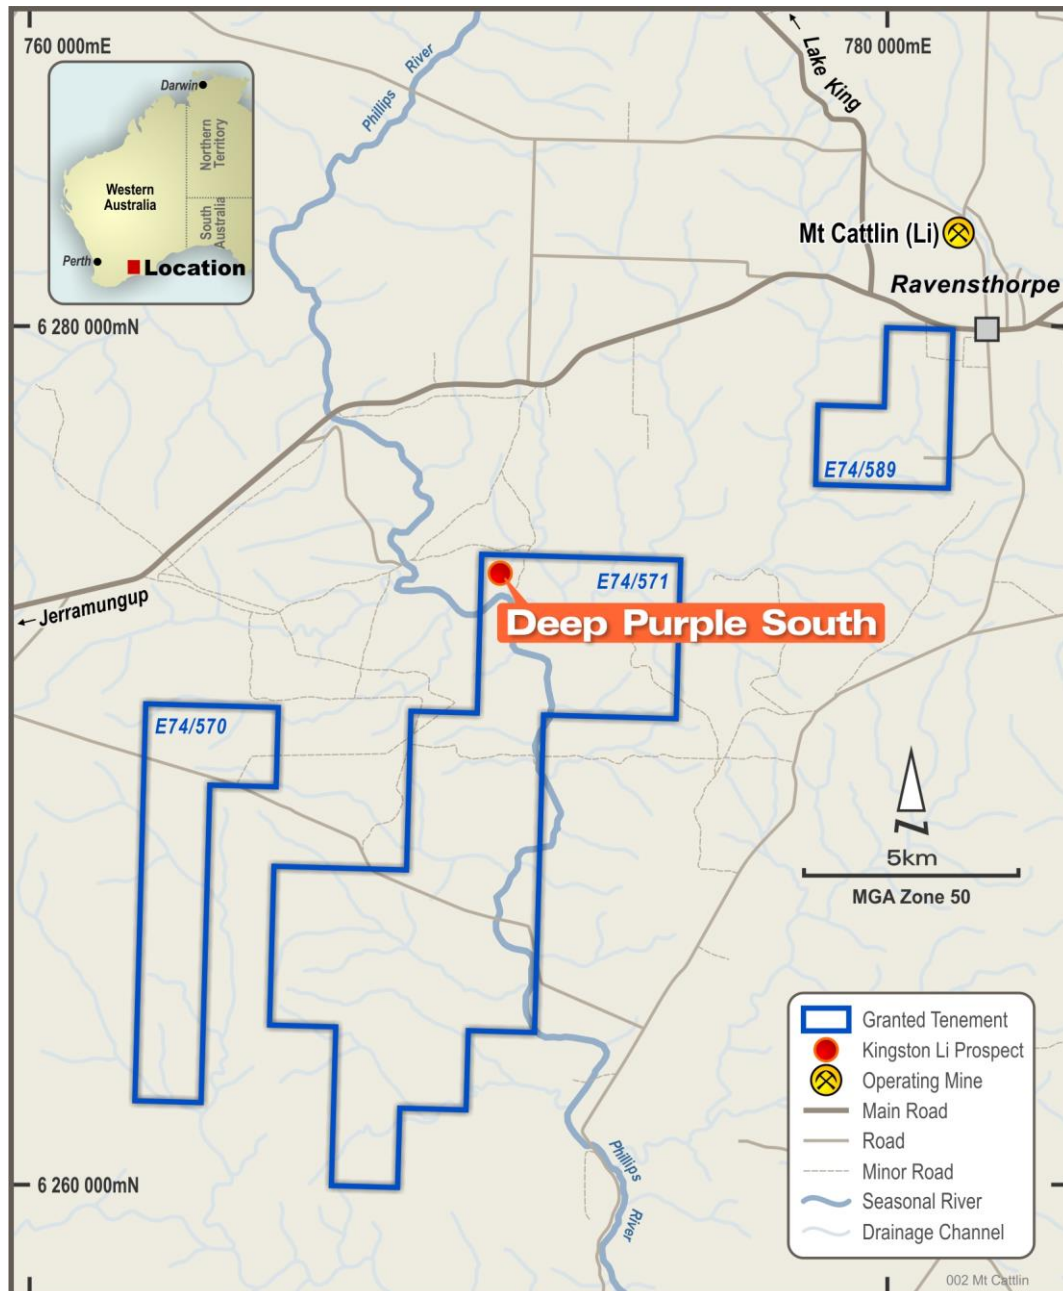 760 000mE
780 000mE
Phillips
River
← Lake King
Darwin
Northern
Territory
Western
Australia
South
Australia
Perth
Location
Mt Cattlin (Li)
Ravensthorpe
6 280 000mN
E74/589
E74/571
Deep Purple South
← Jerramungup
E74/570
N
5km
MGA Zone 50
Granted Tenement
Kingston Li Prospect
Operating Mine
Main Road
Road
Minor Road
Seasonal River
Drainage Channel
Phillips
River
6 260 000mN
002 Mt Cattlin